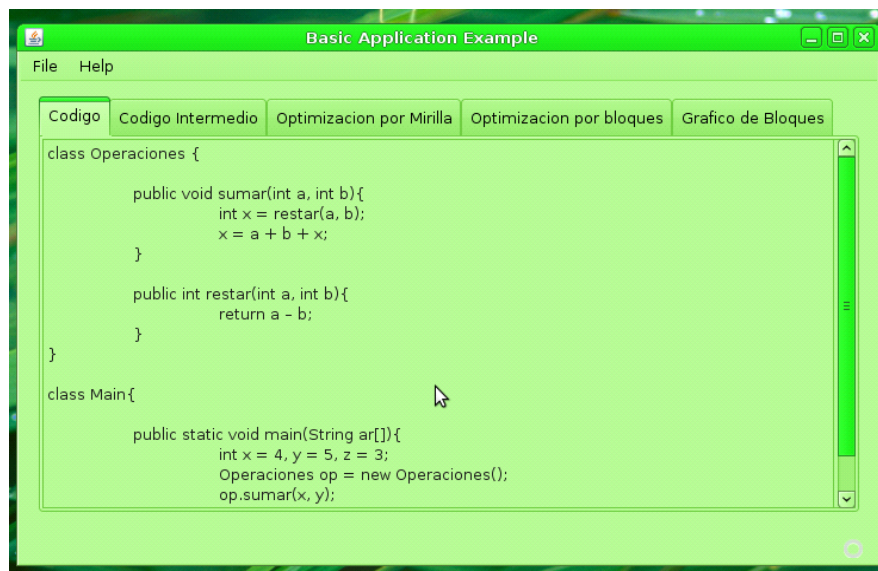 Basic Application Example
File Help
Codigo Codigo Intermedio Optimizacion por Mirilla Optimizacion por bloques Grafico de Bloques
class Operaciones {
public void sumar(int a, int b){
int x = restar(a, b);
x = a + b + x;
}
public int restar(int a, int b){
return a – b;
}
}
class Main{
public static void main(String ar[]){
int x = 4, y = 5, z = 3;
Operaciones op = new Operaciones();
op.sumar(x, y);